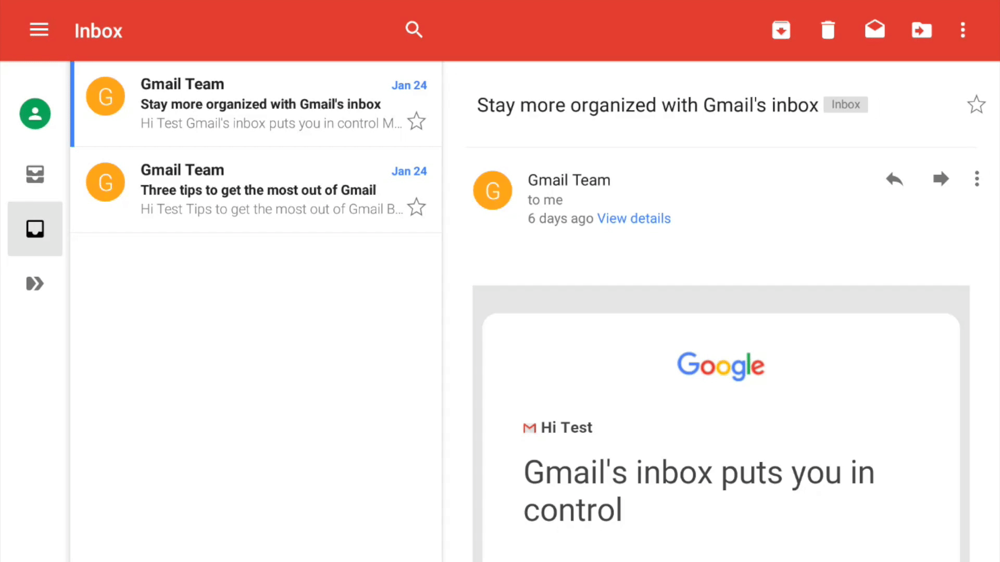 Inbox
G
Gmail Team
Jan 24
Stay more organized with Gmail's inbox
Hi Test Gmail's inbox puts you in control M...
G
Gmail Team
Jan 24
Three tips to get the most out of Gmail
Hi Test Tips to get the most out of Gmail B...
Stay more organized with Gmail's inbox Inbox
G
Gmail Team
to me
6 days ago View details
Google
Hi Test
Gmail's inbox puts you in
control